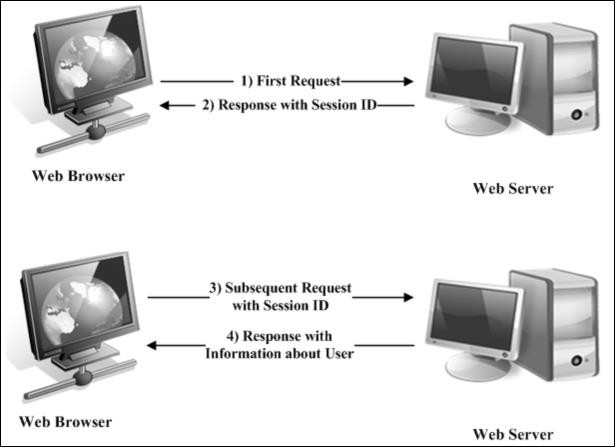 1) First Request
2) Response with Session ID
Web Browser
Web Server
3) Subsequent Request
with Session ID
4) Response with
Information about User
Web Browser
Web Server